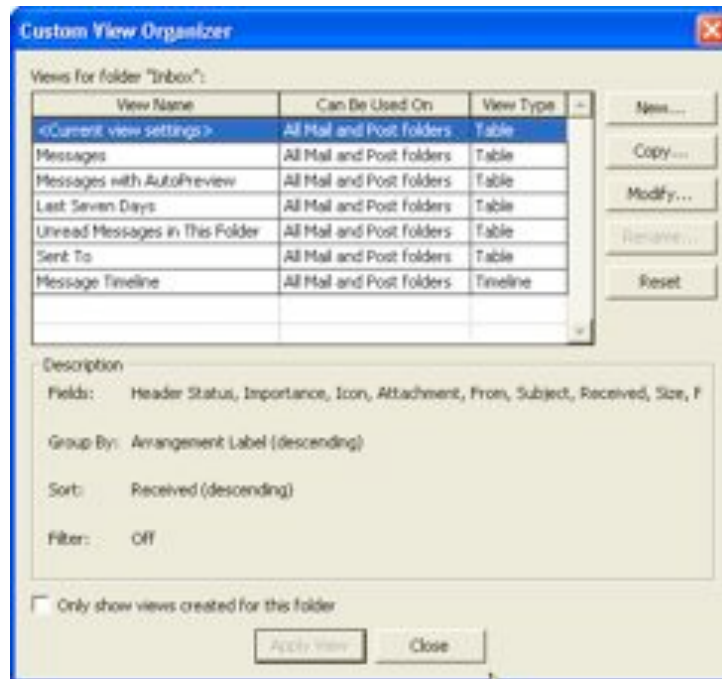 Custom View Organizer
Views for folder "Inbox":
View Name Can Be Used On View Type
<Current view settings> All Mail and Post folders Table
Messages All Mail and Post folders Table
Messages with AutoPreview All Mail and Post folders Table
Last Seven Days All Mail and Post folders Table
Unread Messages in This Folder All Mail and Post folders Table
Sent To All Mail and Post folders Table
Message Timeline All Mail and Post folders Timeline
New...
Copy...
Modify...
Rename...
Reset
Description
Fields: Header Status, Importance, Icon, Attachment, From, Subject, Received, Size, F
Group By: Arrangement Label (descending)
Sort: Received (descending)
Filter: Off
Only show views created for this folder
Apply View Close